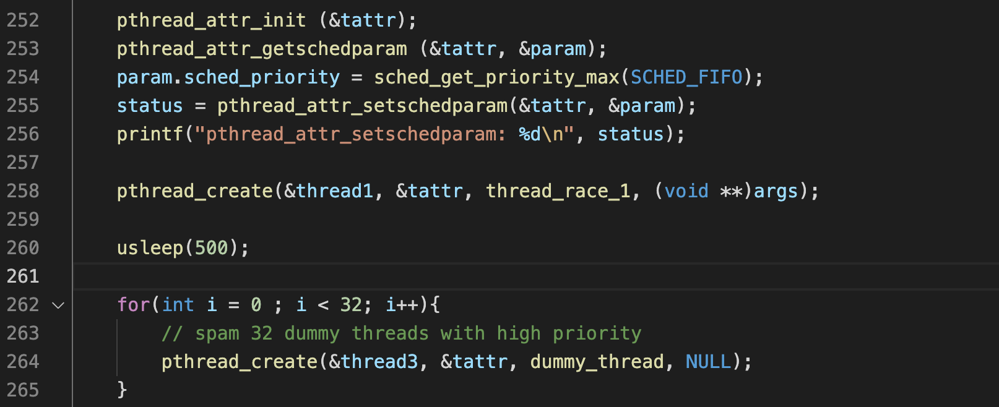 252 pthread_attr_init (&tattr);
253 pthread_attr_getschedparam (&tattr, &param);
254 param.sched_priority = sched_get_priority_max(SCHED_FIFO);
255 status = pthread_attr_setschedparam(&tattr, &param);
256 printf("pthread_attr_setschedparam: %d\n", status);
257
258 pthread_create(&thread1, &tattr, thread_race_1, (void **)args);
259
260 usleep(500);
261
262 for(int i = 0 ; i < 32; i++){
263 // spam 32 dummy threads with high priority
264 pthread_create(&thread3, &tattr, dummy_thread, NULL);
265 }